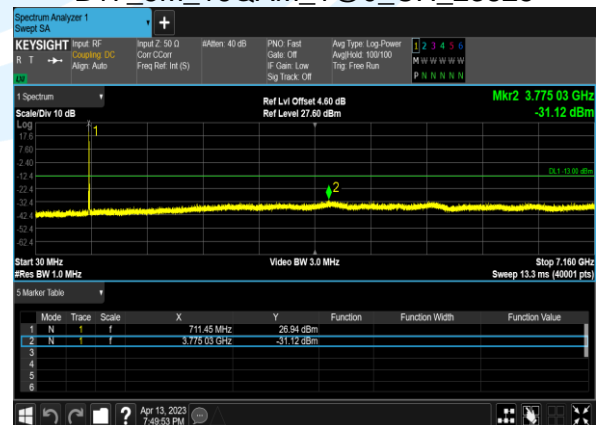 Spectrum Analyzer 1
Swept SA
KEYSIGHT
R T
Input: RF
Coupling: DC
Align: Auto
Input Z: 50 Ω
Corr CCorr
Freq Ref: Int (S)
#Atten: 40 dB
PNO: Fast
Gate: Off
IF Gain: Low
Sig Track: Off
Avg Type: Log-Power
Avg|Hold: 100/100
Trig: Free Run
1 2 3 4 5 6
M W W W W W
P N N N N N
1 Spectrum
Scale/Div 10 dB
Ref Lvl Offset 4.60 dB
Ref Level 27.60 dBm
Mkr2 3.775 03 GHz
-31.12 dBm
Log
17.6
7.60
-2.40
-12.4
-22.4
-32.4
-42.4
-52.4
-62.4
1
2
DL1 -13.00 dBm
Start 30 MHz
#Res BW 1.0 MHz
Video BW 3.0 MHz
Stop 7.160 GHz
Sweep 13.3 ms (40001 pts)
5 Marker Table
Mode Trace Scale X Y Function Function Width Function Value
1 N 1 f 711.45 MHz 26.94 dBm
2 N 1 f 3.775 03 GHz -31.12 dBm
3
4
5
6
?
Apr 13, 2023
7:49:53 PM